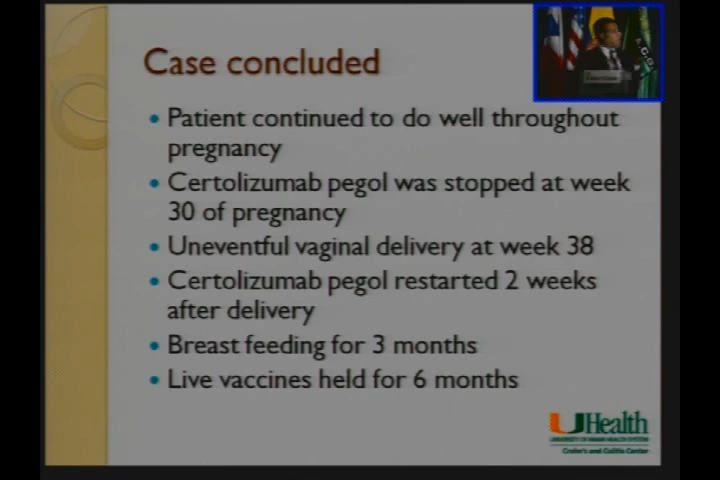 Case concluded
Patient continued to do well throughout
pregnancy
Certolizumab pegol was stopped at week
30 of pregnancy
Uneventful vaginal delivery at week 38
Certolizumab pegol restarted 2 weeks
after delivery
Breast feeding for 3 months
Live vaccines held for 6 months
UHealth
UNIVERSITY OF MIAMI HEALTH SYSTEM
Crohn's and Colitis Center